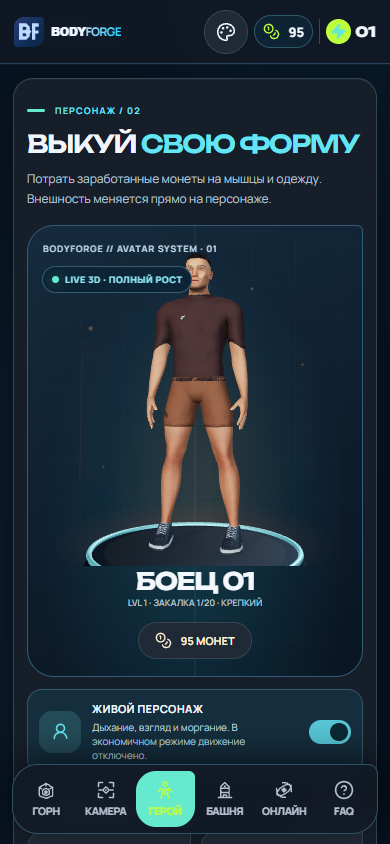 BF BODYFORGE
95
01
ПЕРСОНАЖ / 02
ВЫКУЙ СВОЮ ФОРМУ
Потрать заработанные монеты на мышцы и одежду.
Внешность меняется прямо на персонаже.
BODYFORGE // AVATAR SYSTEM · 01
LIVE 3D · ПОЛНЫЙ РОСТ
БОЕЦ 01
LVL 1 · ЗАКАЛКА 1/20 · КРЕПКИЙ
95 МОНЕТ
ЖИВОЙ ПЕРСОНАЖ
Дыхание, взгляд и моргание. В
экономичном режиме движение
отключено.
ГОРН
КАМЕРА
ГЕРОЙ
БАШНЯ
ОНЛАЙН
FAQ